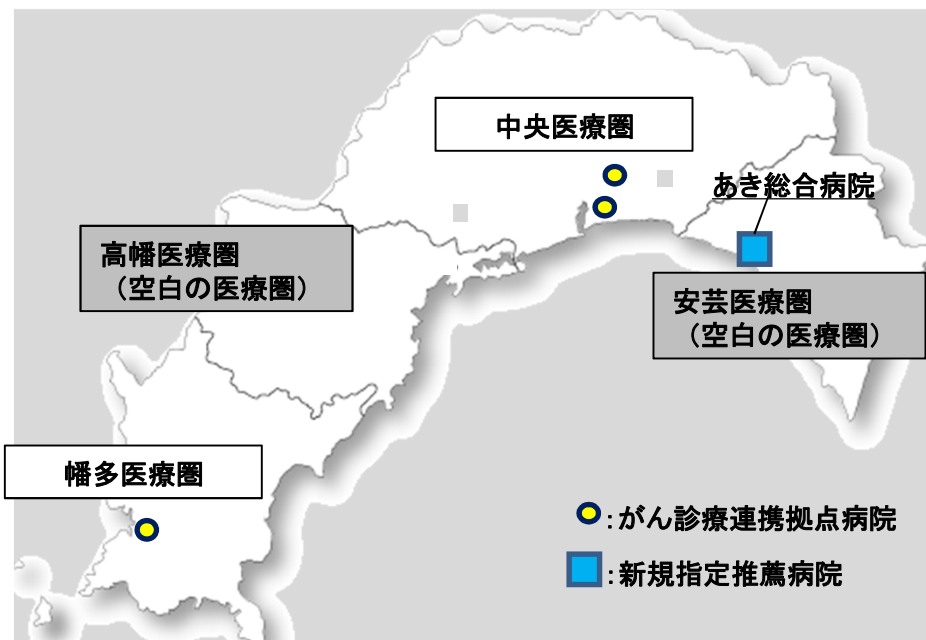 中央医療圏
あき総合病院
高幡医療圏
（空白の医療圏）
安芸医療圏
（空白の医療圏）
幡多医療圏
：がん診療連携拠点病院
：新規指定推薦病院